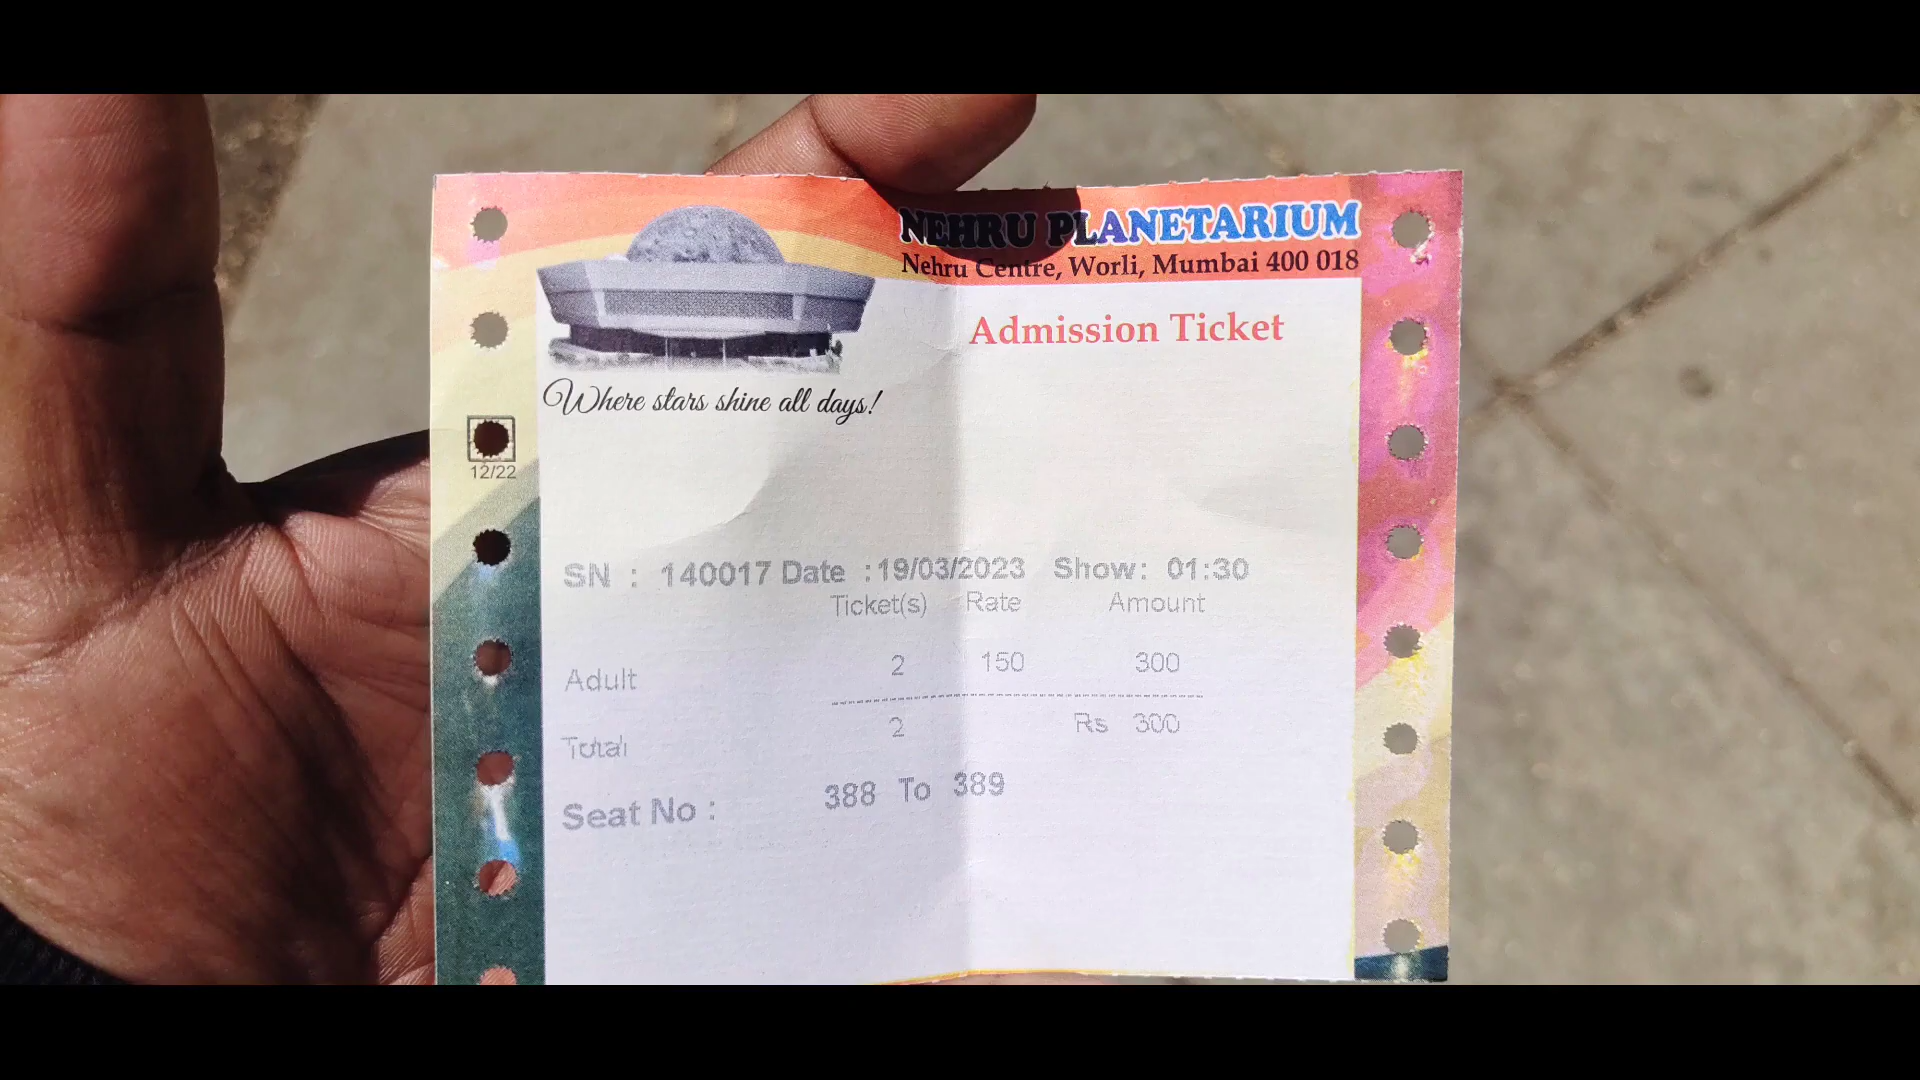 NEHRU PLANETARIUM
Nehru Centre, Worli, Mumbai 400 018
Admission Ticket
Where stars shine all days!
12/22
SN : 140017 Date :19/03/2023 Show: 01:30
Ticket(s) Rate Amount
Adult 2 150 300
Total 2 Rs 300
Seat No : 388 To 389